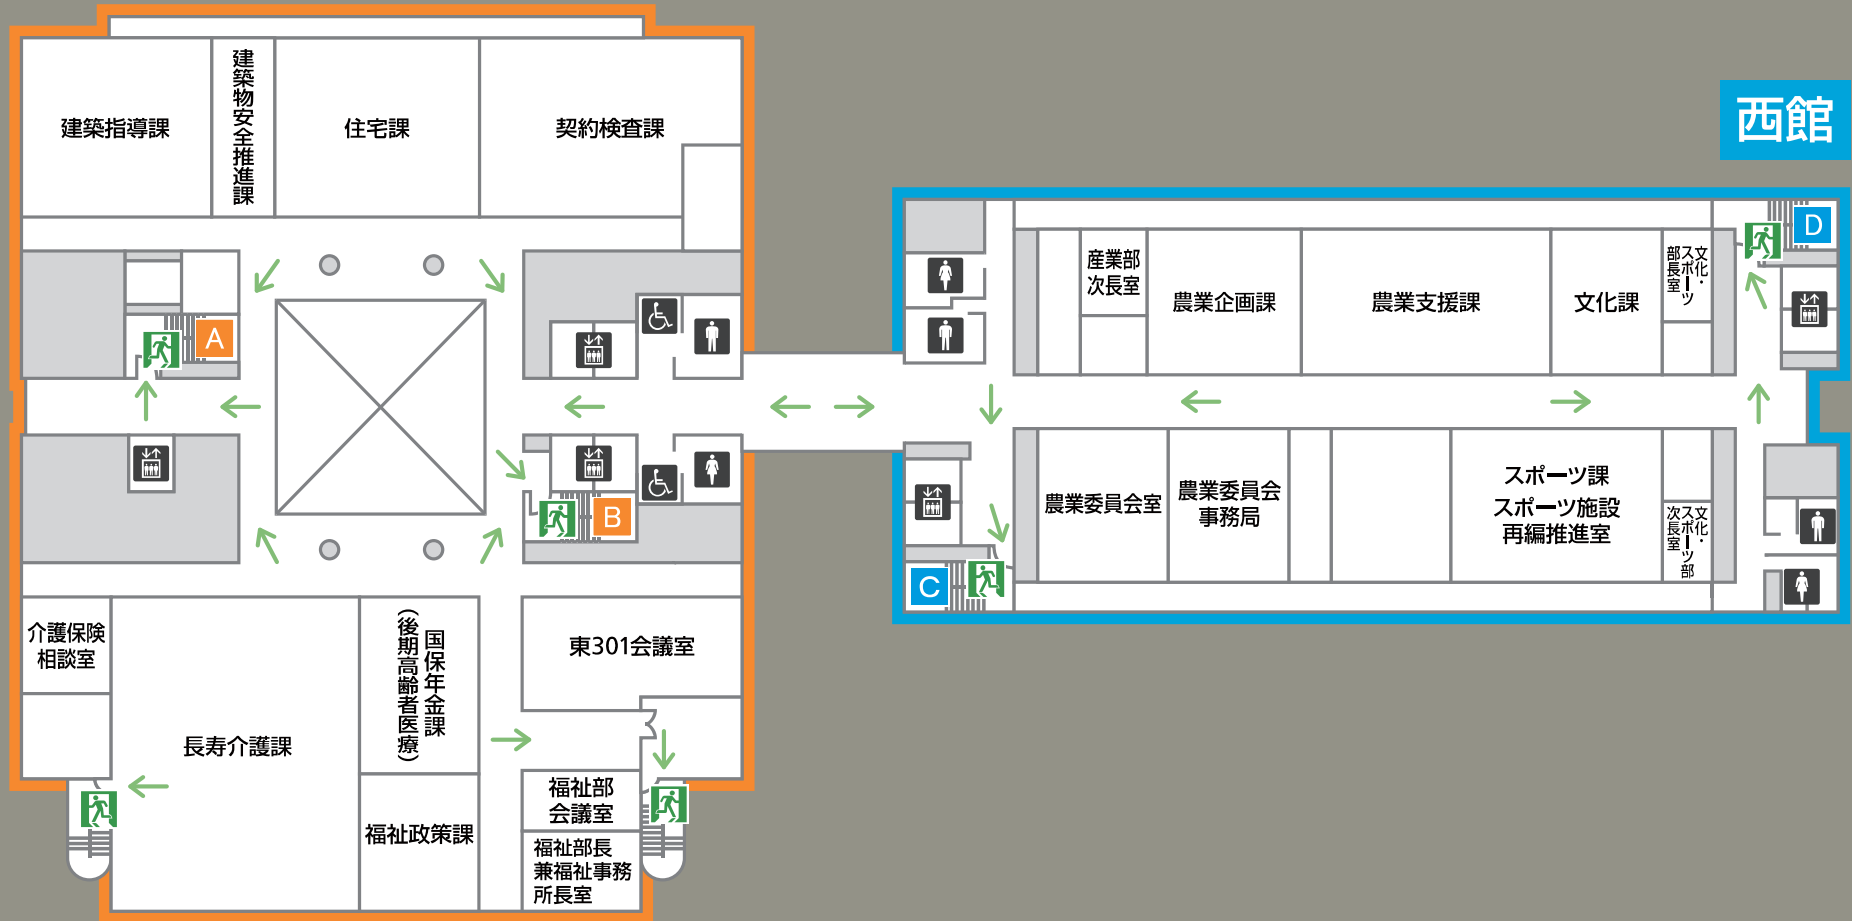 建築指導課
建築物安全推進課
住宅課
契約検査課
A
B
介護保険
相談室
長寿介護課
国保年金課
(後期高齢者医療)
福祉政策課
東301会議室
福祉部
会議室
福祉部長
兼福祉事務
所長室
西館
D
産業部
次長室
農業企画課
農業支援課
文化課
文化・
スポーツ
部長室
農業委員会室
農業委員会
事務局
スポーツ課
スポーツ施設
再編推進室
文化・
スポーツ部
次長室
C